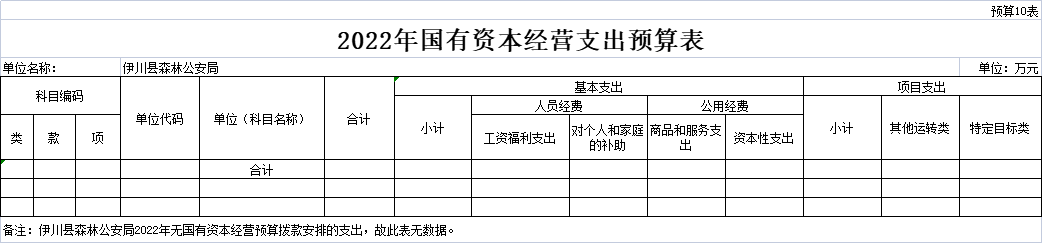 预算10表
2022年国有资本经营支出预算表
单位名称： 伊川县森林公安局 单位：万元
科目编码 单位代码 单位（科目名称） 合计 基本支出 项目支出
小计 人员经费 公用经费 小计 其他运转类 特定目标类
类 款 项 工资福利支出 对个人和家庭的补助 商品和服务支出 资本性支出
合计
备注：伊川县森林公安局2022年无国有资本经营预算拨款安排的支出，故此表无数据。